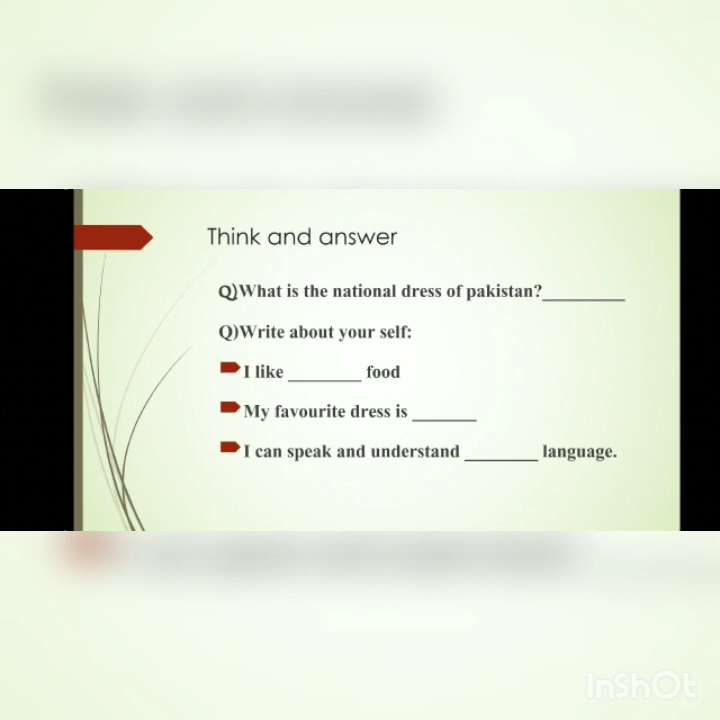 Think and answer
Q)What is the national dress of pakistan?_________
Q)Write about your self:
I like ________ food
My favourite dress is _______
I can speak and understand ________ language.
InShOt